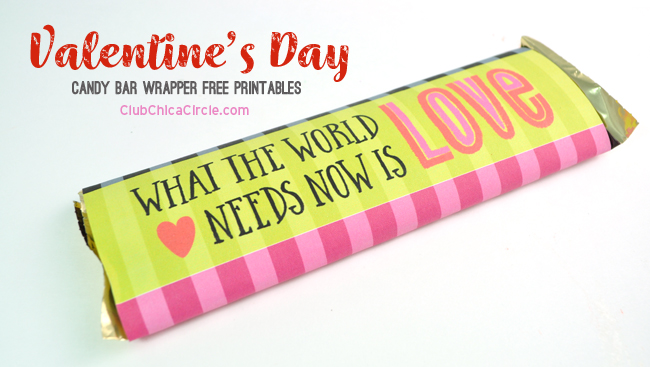 Valentine's Day
CANDY BAR WRAPPER FREE PRINTABLES
ClubChicaCircle.com
WHAT THE WORLD
NEEDS NOW IS
LOVE